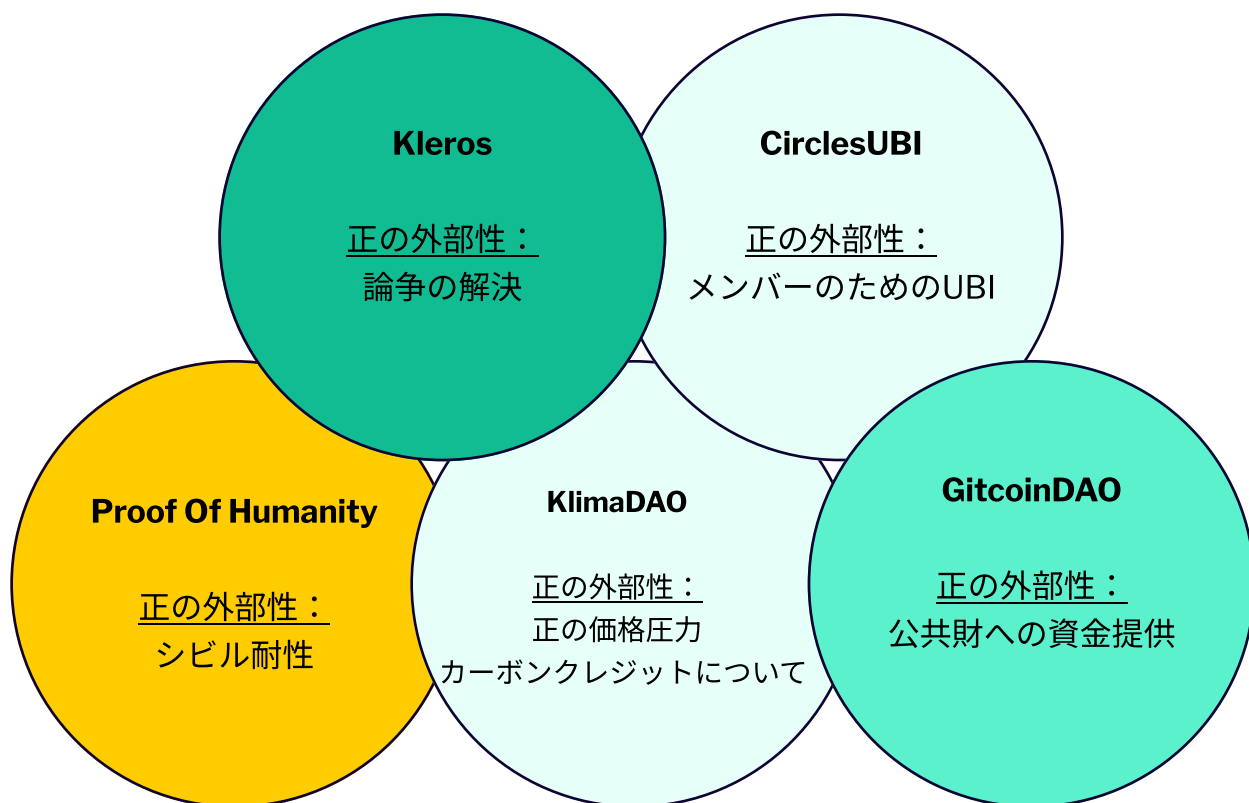 Kleros
正の外部性：
論争の解決
CirclesUBI
正の外部性：
メンバーのためのUBI
Proof Of Humanity
正の外部性：
シビル耐性
KlimaDAO
正の外部性：
正の価格圧力
カーボンクレジットについて
GitcoinDAO
正の外部性：
公共財への資金提供